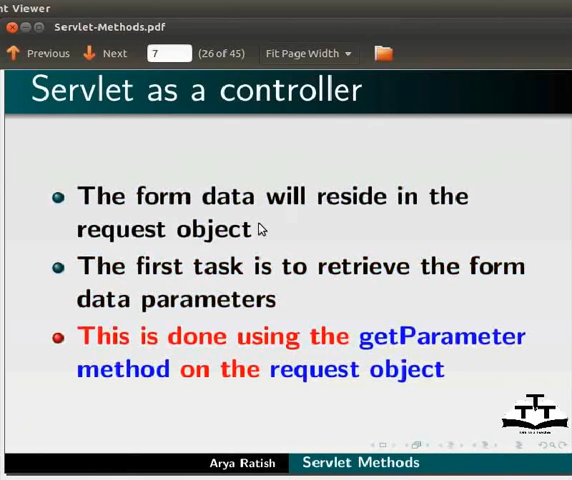 nt Viewer
Servlet-Methods.pdf
Previous Next 7 (26 of 45) Fit Page Width
Servlet as a controller
The form data will reside in the
request object
The first task is to retrieve the form
data parameters
This is done using the getParameter
method on the request object
Arya Ratish Servlet Methods